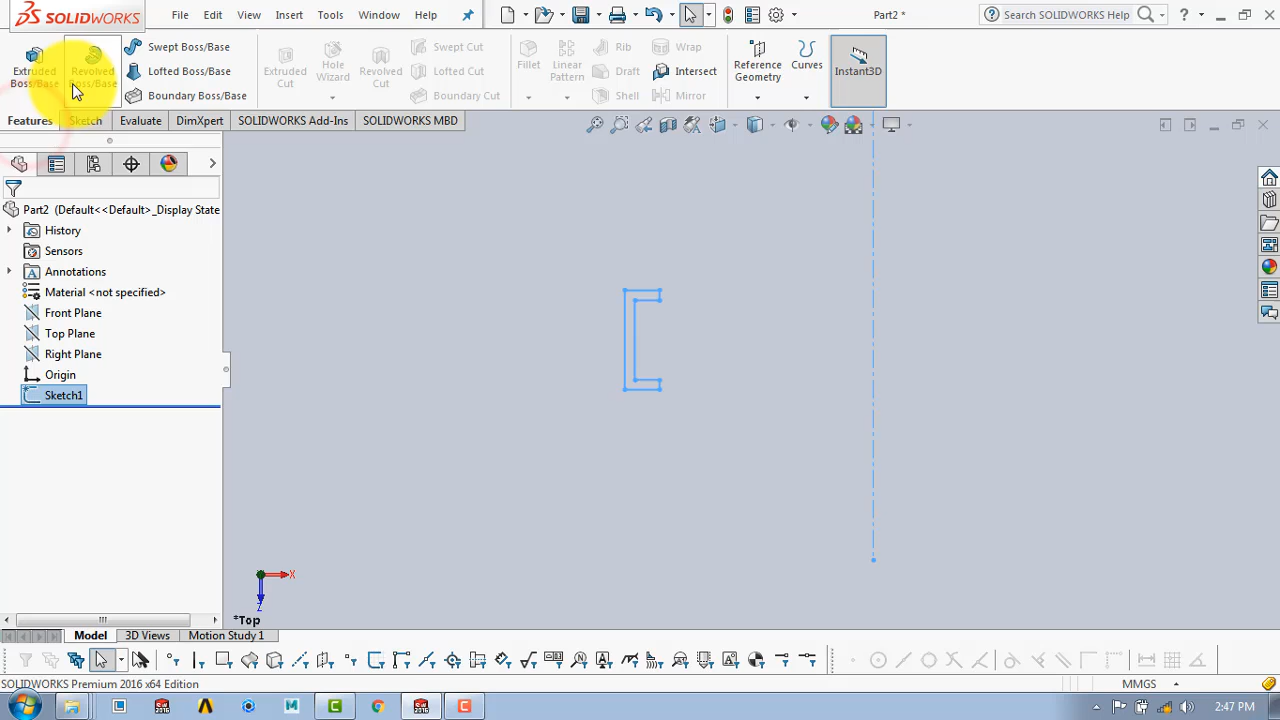 SOLIDWORKS File Edit View Insert Tools Window Help Part2 * Search SOLIDWORKS Help
Extruded Boss/Base
Revolved Boss/Base
Swept Boss/Base
Lofted Boss/Base
Boundary Boss/Base
Extruded Cut
Hole Wizard
Revolved Cut
Swept Cut
Lofted Cut
Boundary Cut
Fillet
Linear Pattern
Rib
Draft
Shell
Wrap
Intersect
Mirror
Reference Geometry
Curves
Instant3D
Features Sketch Evaluate DimXpert SOLIDWORKS Add-Ins SOLIDWORKS MBD
Part2 (Default<<Default>_Display State
History
Sensors
Annotations
Material <not specified>
Front Plane
Top Plane
Right Plane
Origin
Sketch1
X
Z
*Top
Model 3D Views Motion Study 1
SOLIDWORKS Premium 2016 x64 Edition MMGS
2:47 PM